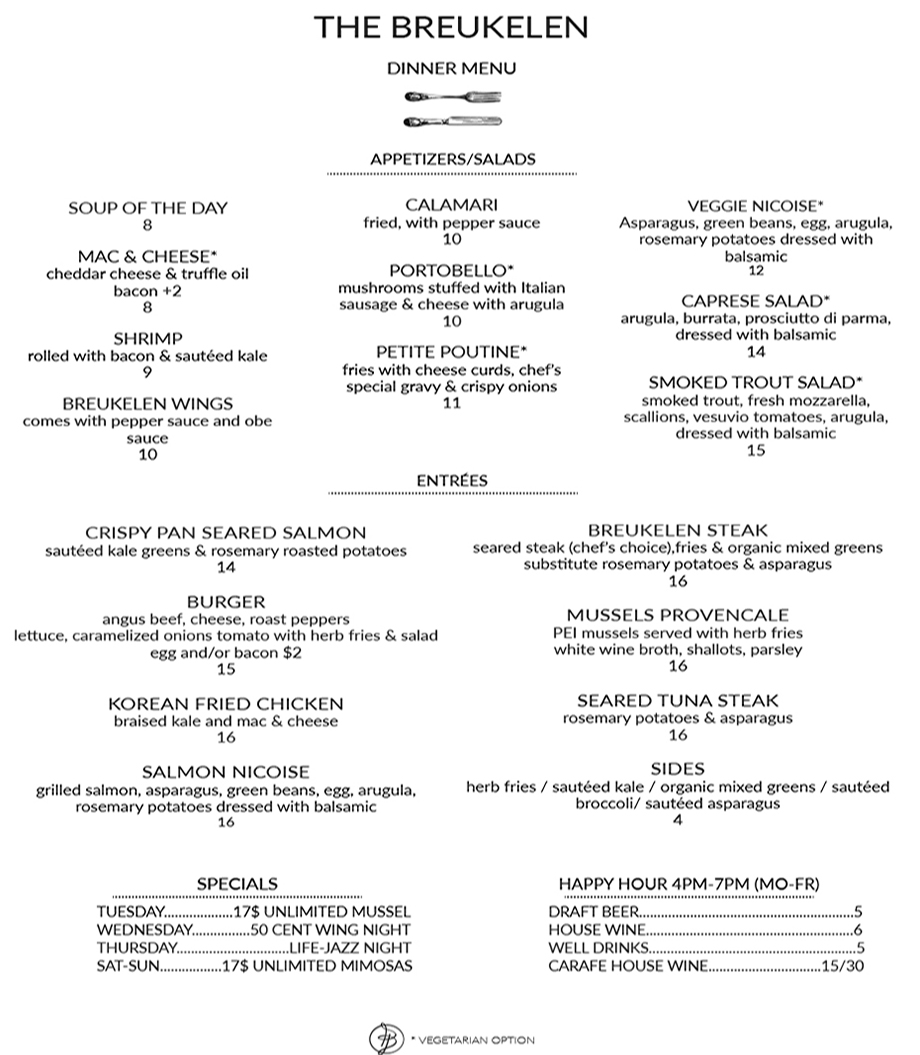 THE BREUKELEN
DINNER MENU
APPETIZERS/SALADS
SOUP OF THE DAY
8
MAC & CHEESE*
cheddar cheese & truffle oil
bacon +2
8
SHRIMP
rolled with bacon & sautéed kale
9
BREUKELEN WINGS
comes with pepper sauce and obe
sauce
10
CALAMARI
fried, with pepper sauce
10
PORTOBELLO*
mushrooms stuffed with Italian
sausage & cheese with arugula
10
PETITE POUTINE*
fries with cheese curds, chef's
special gravy & crispy onions
11
VEGGIE NICOISE*
Asparagus, green beans, egg, arugula,
rosemary potatoes dressed with
balsamic
12
CAPRESE SALAD*
arugula, burrata, prosciutto di parma,
dressed with balsamic
14
SMOKED TROUT SALAD*
smoked trout, fresh mozzarella,
scallions, vesuvio tomatoes, arugula,
dressed with balsamic
15
ENTRÉES
CRISPY PAN SEARED SALMON
sautéed kale greens & rosemary roasted potatoes
14
BURGER
angus beef, cheese, roast peppers
lettuce, caramelized onions tomato with herb fries & salad
egg and/or bacon $2
15
KOREAN FRIED CHICKEN
braised kale and mac & cheese
16
SALMON NICOISE
grilled salmon, asparagus, green beans, egg, arugula,
rosemary potatoes dressed with balsamic
16
BREUKELEN STEAK
seared steak (chef's choice),fries & organic mixed greens
substitute rosemary potatoes & asparagus
16
MUSSELS PROVENCALE
PEI mussels served with herb fries
white wine broth, shallots, parsley
16
SEARED TUNA STEAK
rosemary potatoes & asparagus
16
SIDES
herb fries / sautéed kale / organic mixed greens / sautéed
broccoli/ sautéed asparagus
4
SPECIALS
TUESDAY..................17$ UNLIMITED MUSSEL
WEDNESDAY...............50 CENT WING NIGHT
THURSDAY.............................LIFE-JAZZ NIGHT
SAT-SUN................17$ UNLIMITED MIMOSAS
HAPPY HOUR 4PM-7PM (MO-FR)
DRAFT BEER........................................................5
HOUSE WINE......................................................6
WELL DRINKS......................................................5
CARAFE HOUSE WINE.............................15/30
* VEGETARIAN OPTION